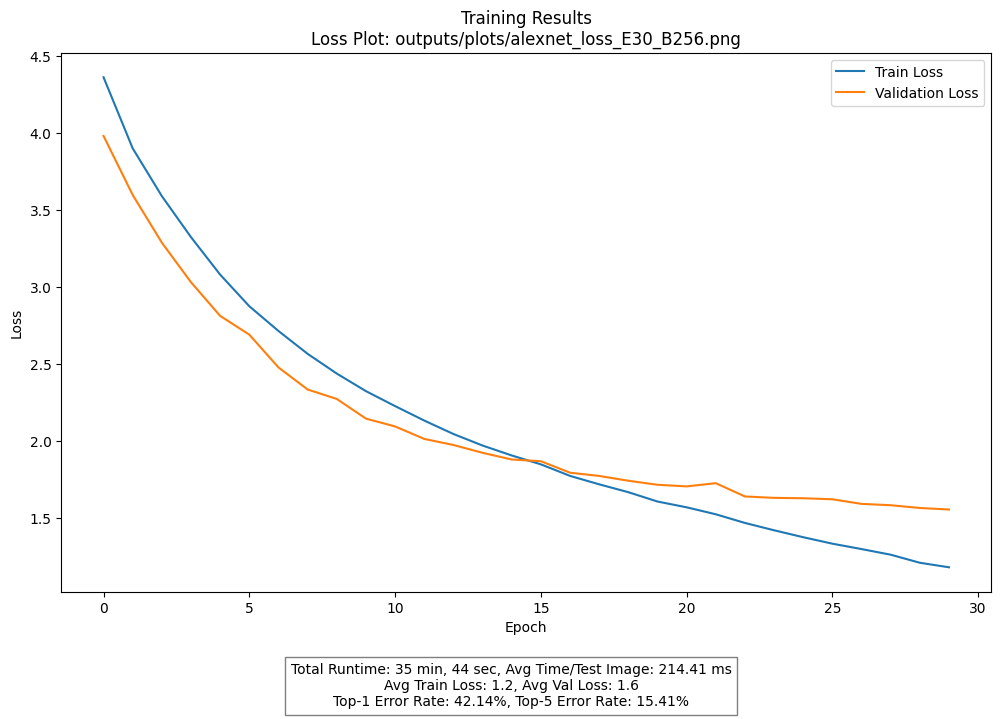 Training Results
Loss Plot: outputs/plots/alexnet_loss_E30_B256.png
Train Loss
Validation Loss
4.5
4.0
3.5
3.0
2.5
2.0
1.5
Loss
0
5
10
15
20
25
30
Epoch
Total Runtime: 35 min, 44 sec, Avg Time/Test Image: 214.41 ms
Avg Train Loss: 1.2, Avg Val Loss: 1.6
Top-1 Error Rate: 42.14%, Top-5 Error Rate: 15.41%